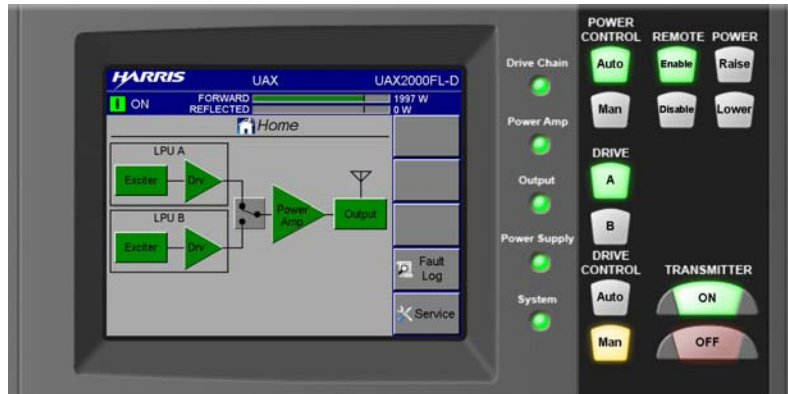 HARRIS UAX UAX2000FL-D
ON FORWARD 1997 W
REFLECTED 0 W
Home
LPU A
Exciter Drv
Power Amp
Output
LPU B
Exciter Drv
Fault
Log
Service
Drive Chain
Power Amp
Output
Power Supply
System
POWER
CONTROL REMOTE POWER
Auto Enable Raise
Man Disable Lower
DRIVE
A
B
DRIVE
CONTROL TRANSMITTER
Auto ON
Man OFF